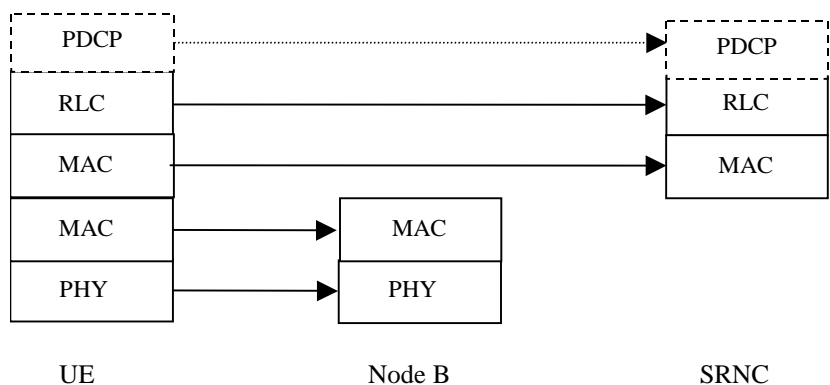 PDCP PDCP
RLC RLC
MAC MAC
MAC MAC
PHY PHY
UE Node B SRNC